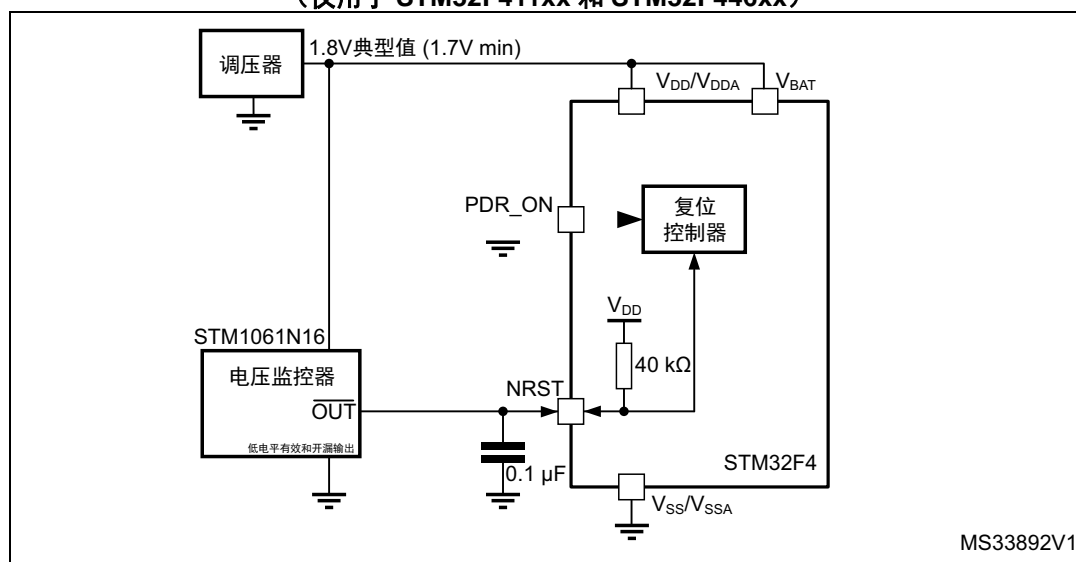 （仅用于 STM32F411xx 和 STM32F446xx）
调压器
1.8V典型值 (1.7V min)
VDD/VDDA
VBAT
PDR_ON
复位
控制器
VDD
STM1061N16
电压监控器
OUT
低电平有效和开漏输出
NRST
40 kΩ
0.1 µF
STM32F4
VSS/VSSA
MS33892V1